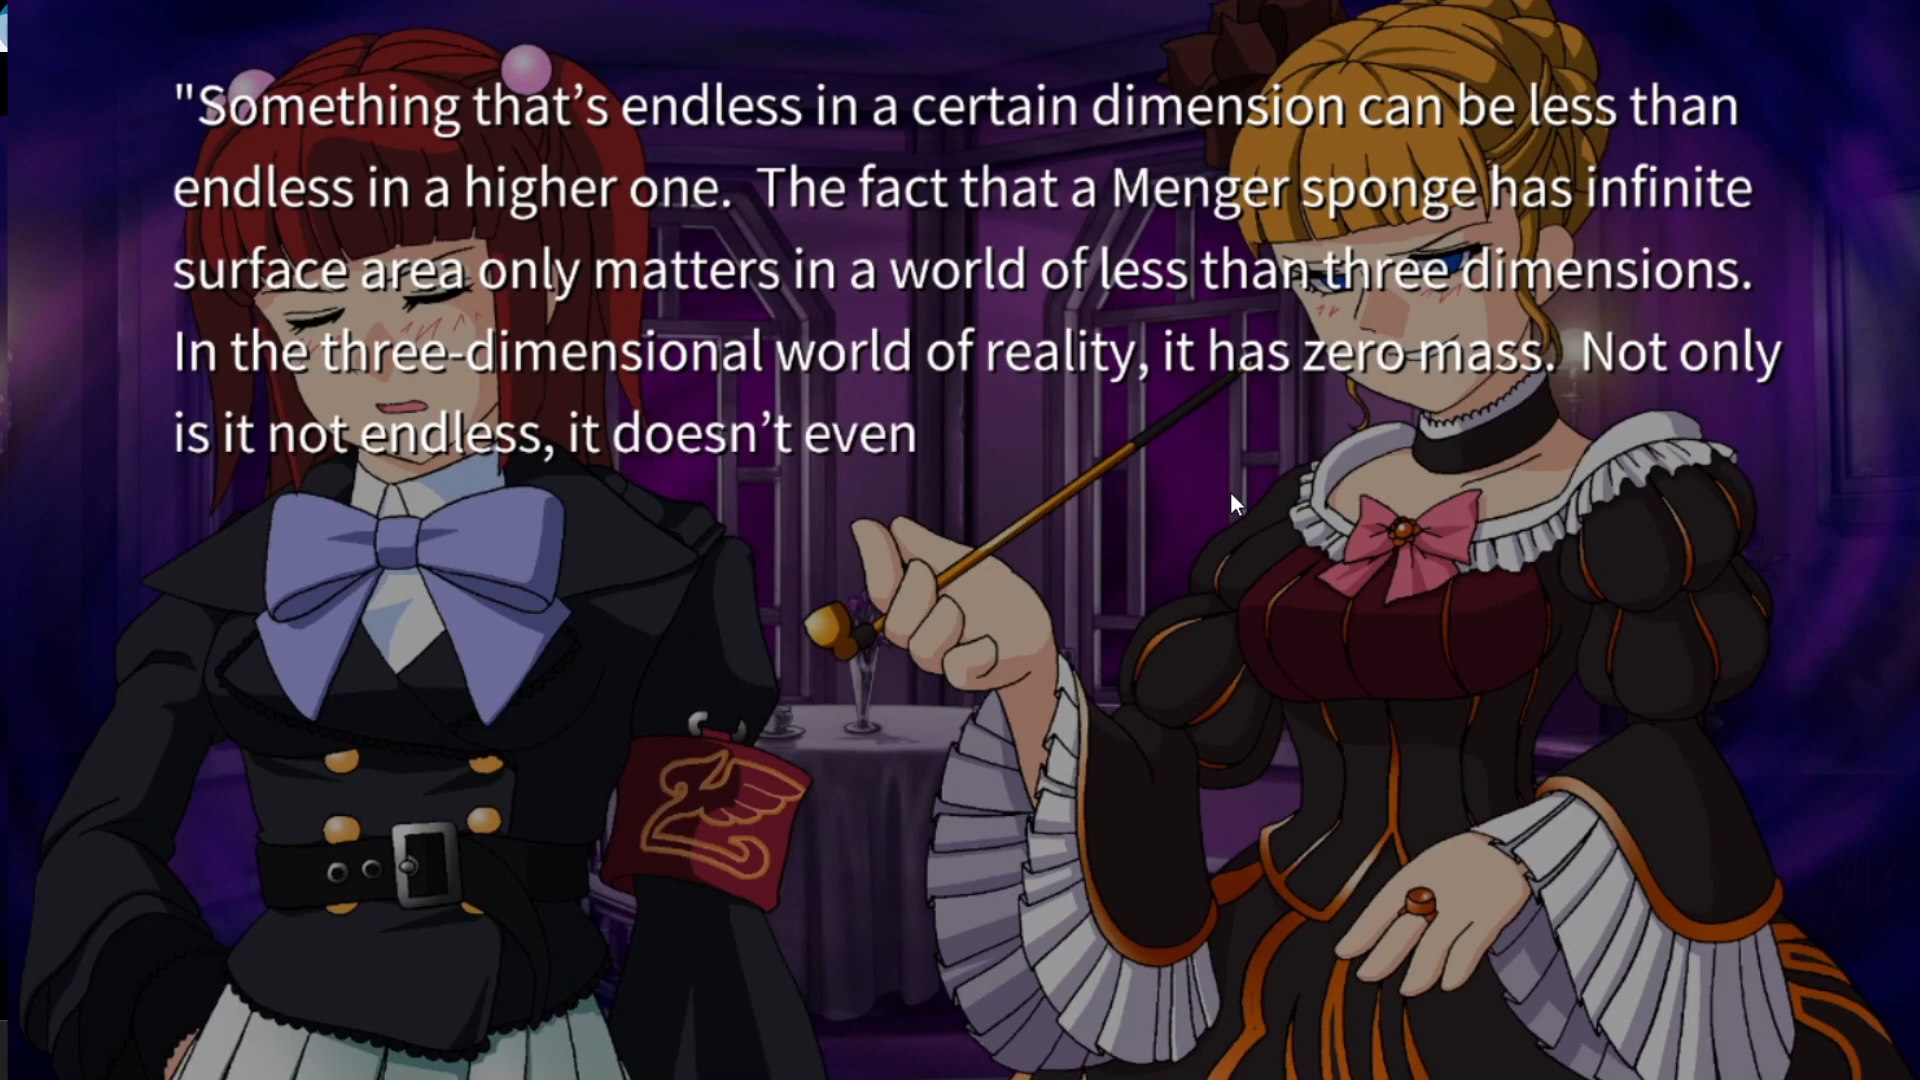 "Something that’s endless in a certain dimension can be less than
endless in a higher one.  The fact that a Menger sponge has infinite
surface area only matters in a world of less than three dimensions.
In the three-dimensional world of reality, it has zero mass.  Not only
is it not endless, it doesn’t even